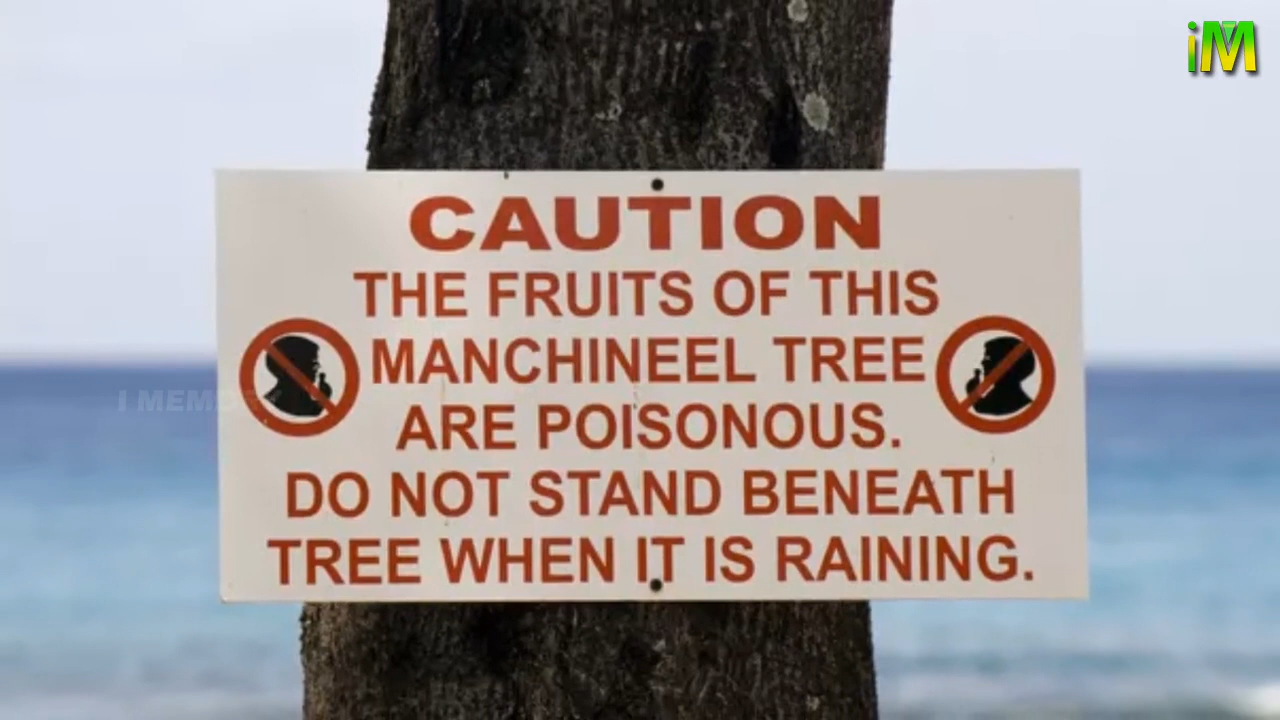 iM
CAUTION
THE FRUITS OF THIS
MANCHINEEL TREE
ARE POISONOUS.
DO NOT STAND BENEATH
TREE WHEN IT IS RAINING.